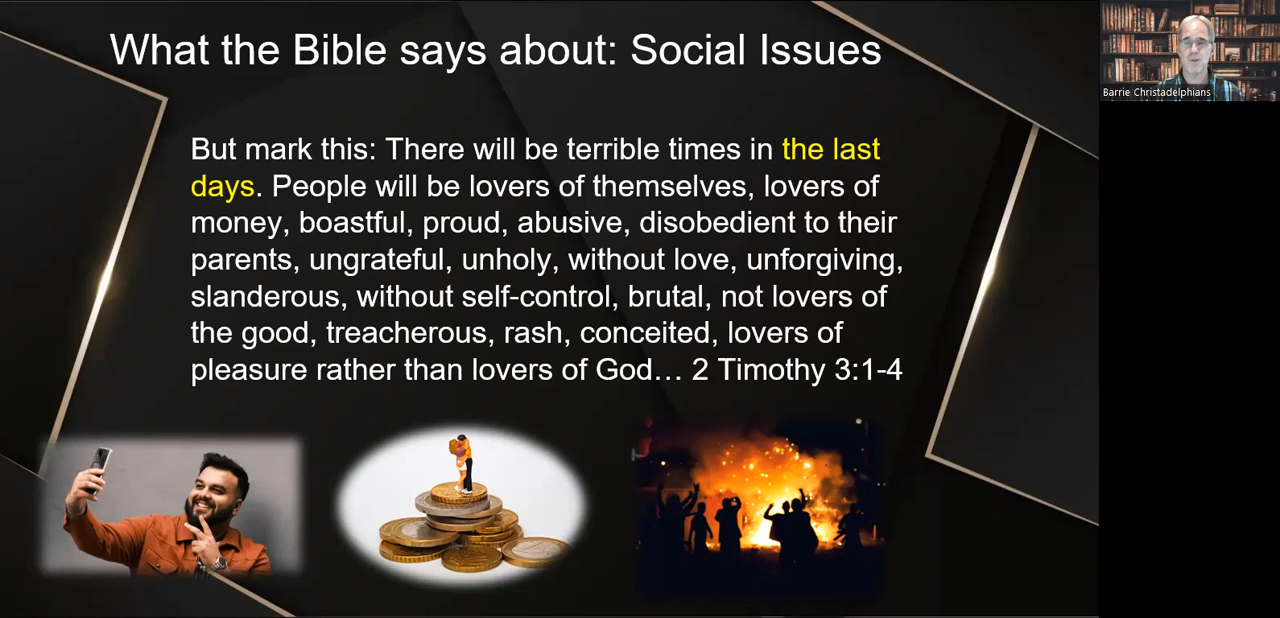 What the Bible says about: Social Issues
Barrie Christadelphians
But mark this: There will be terrible times in the last
days. People will be lovers of themselves, lovers of
money, boastful, proud, abusive, disobedient to their
parents, ungrateful, unholy, without love, unforgiving,
slanderous, without self-control, brutal, not lovers of
the good, treacherous, rash, conceited, lovers of
pleasure rather than lovers of God… 2 Timothy 3:1-4